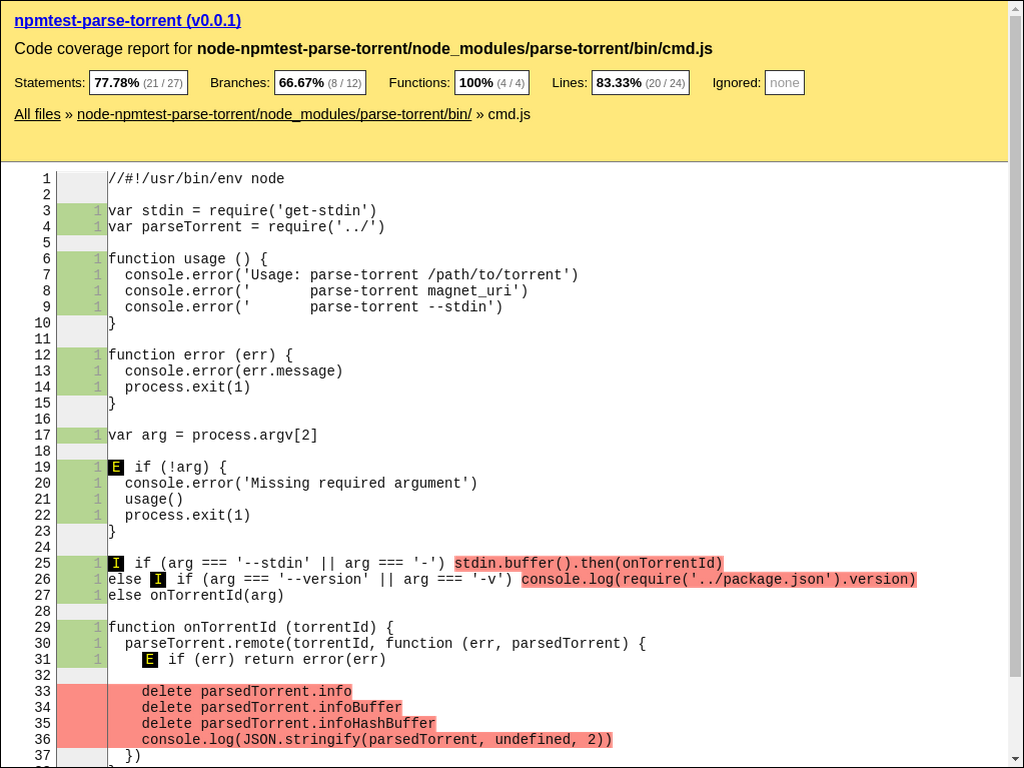 npmtest-parse-torrent (v0.0.1)
Code coverage report for node-npmtest-parse-torrent/node_modules/parse-torrent/bin/cmd.js
Statements: 77.78% (21 / 27) Branches: 66.67% (8 / 12) Functions: 100% (4 / 4) Lines: 83.33% (20 / 24) Ignored: none
All files » node-npmtest-parse-torrent/node_modules/parse-torrent/bin/ » cmd.js
1 //#!/usr/bin/env node
2
3 1 var stdin = require('get-stdin')
4 1 var parseTorrent = require('../')
5
6 1 function usage () {
7 1   console.error('Usage: parse-torrent /path/to/torrent')
8 1   console.error('       parse-torrent magnet_uri')
9 1   console.error('       parse-torrent --stdin')
10 }
11
12 1 function error (err) {
13 1   console.error(err.message)
14 1   process.exit(1)
15 }
16
17 1 var arg = process.argv[2]
18
19 1 E if (!arg) {
20 1   console.error('Missing required argument')
21 1   usage()
22 1   process.exit(1)
23 }
24
25 1 I if (arg === '--stdin' || arg === '-') stdin.buffer().then(onTorrentId)
26 1 else I if (arg === '--version' || arg === '-v') console.log(require('../package.json').version)
27 1 else onTorrentId(arg)
28
29 1 function onTorrentId (torrentId) {
30 1   parseTorrent.remote(torrentId, function (err, parsedTorrent) {
31 1     E if (err) return error(err)
32
33     delete parsedTorrent.info
34     delete parsedTorrent.infoBuffer
35     delete parsedTorrent.infoHashBuffer
36     console.log(JSON.stringify(parsedTorrent, undefined, 2))
37   })